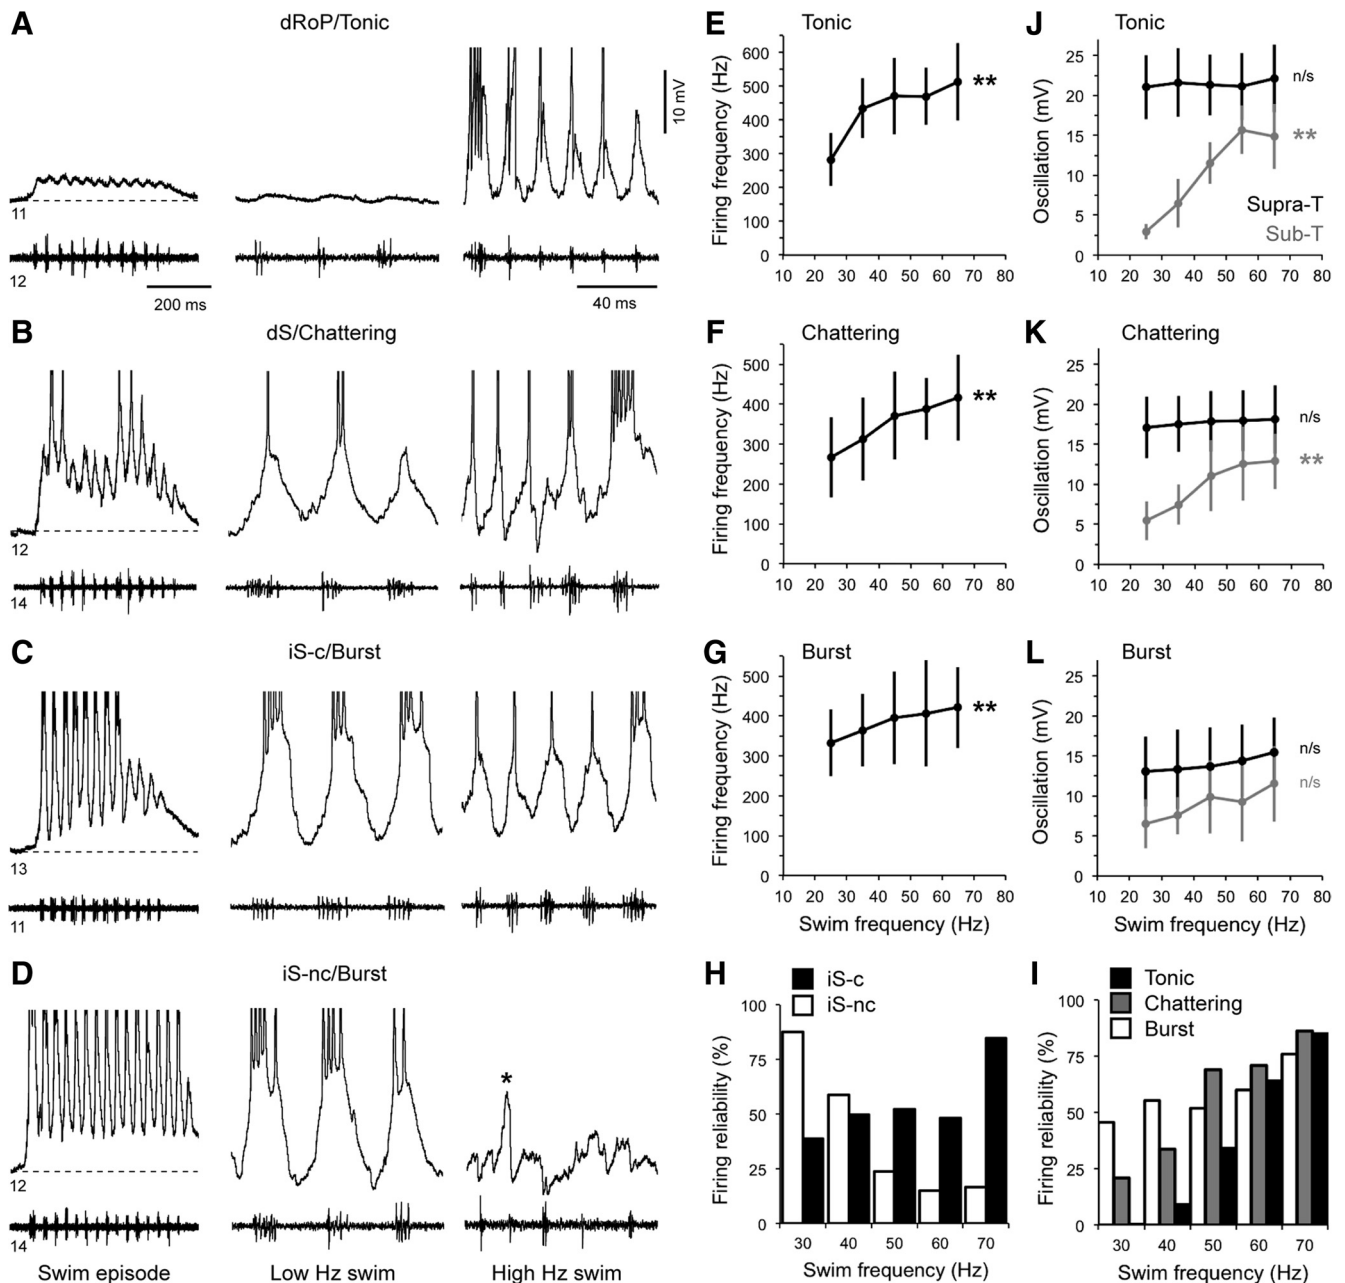 A
dRoP/Tonic
10 mV
11
12
200 ms
40 ms
B
dS/Chattering
12
14
C
iS-c/Burst
13
11
D
iS-nc/Burst
*
12
14
Swim episode
Low Hz swim
High Hz swim
E
Tonic
Firing frequency (Hz)
600
500
400
300
200
100
0
**
10 20 30 40 50 60 70 80
F
Chattering
Firing frequency (Hz)
500
400
300
200
100
0
**
10 20 30 40 50 60 70 80
G
Burst
Firing frequency (Hz)
500
400
300
200
100
0
**
10 20 30 40 50 60 70 80
Swim frequency (Hz)
H
iS-c
iS-nc
Firing reliability (%)
100
75
50
25
0
30 40 50 60 70
Swim frequency (Hz)
J
Tonic
Oscillation (mV)
25
20
15
10
5
0
n/s
**
Supra-T
Sub-T
10 20 30 40 50 60 70 80
K
Chattering
Oscillation (mV)
25
20
15
10
5
0
n/s
**
10 20 30 40 50 60 70 80
L
Burst
Oscillation (mV)
25
20
15
10
5
0
n/s
n/s
10 20 30 40 50 60 70 80
Swim frequency (Hz)
I
Tonic
Chattering
Burst
Firing reliability (%)
100
75
50
25
0
30 40 50 60 70
Swim frequency (Hz)